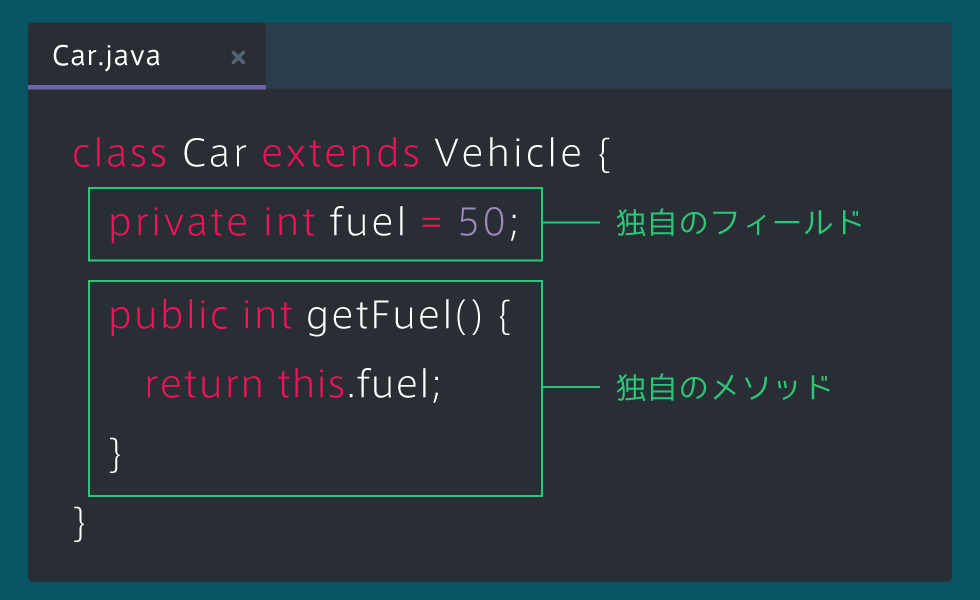 Car.java ×
class Car extends Vehicle {
private int fuel = 50;
独自のフィールド
public int getFuel() {
return this.fuel;
独自のメソッド
}
}